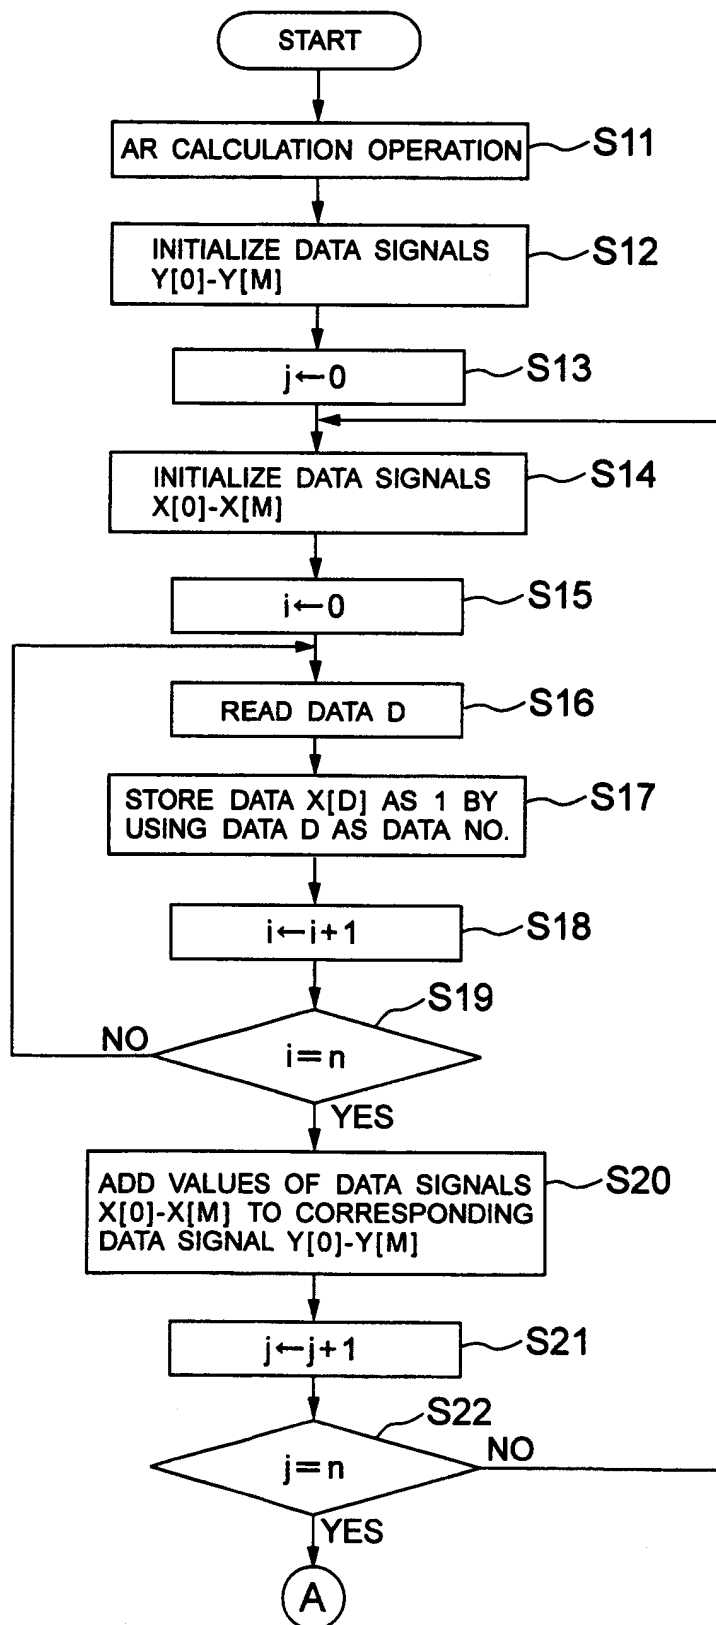 START
AR CALCULATION OPERATION
S11
INITIALIZE DATA SIGNALS
Y[0]-Y[M]
S12
j←0
S13
INITIALIZE DATA SIGNALS
X[0]-X[M]
S14
i←0
S15
READ DATA D
S16
STORE DATA X[D] AS 1 BY
USING DATA D AS DATA NO.
S17
i←i+1
S18
S19
NO
i=n
YES
ADD VALUES OF DATA SIGNALS
X[0]-X[M] TO CORRESPONDING
DATA SIGNAL Y[0]-Y[M]
S20
j←j+1
S21
S22
j=n
NO
YES
A